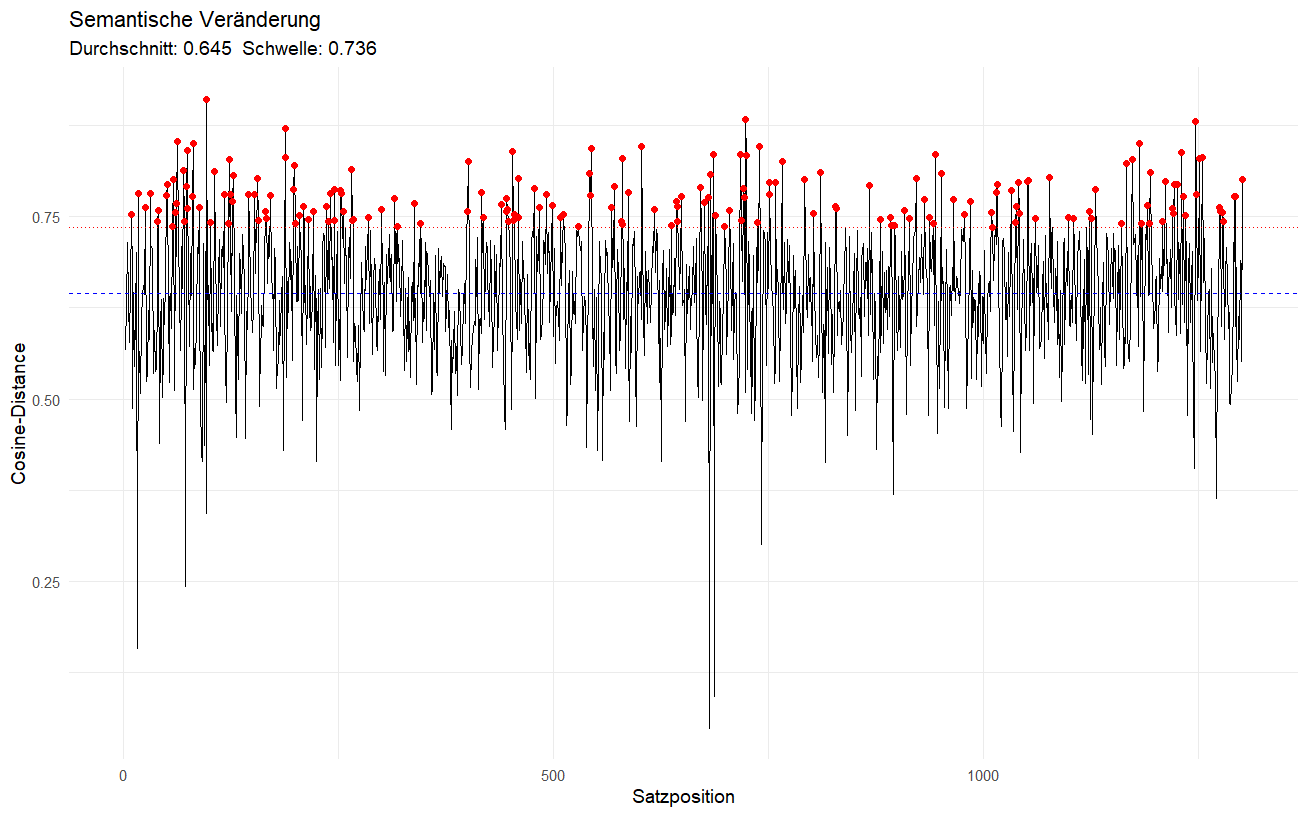 Semantische Veränderung
Durchschnitt: 0.645  Schwelle: 0.736
Cosine-Distance
0.75
0.50
0.25
0
500
1000
Satzposition